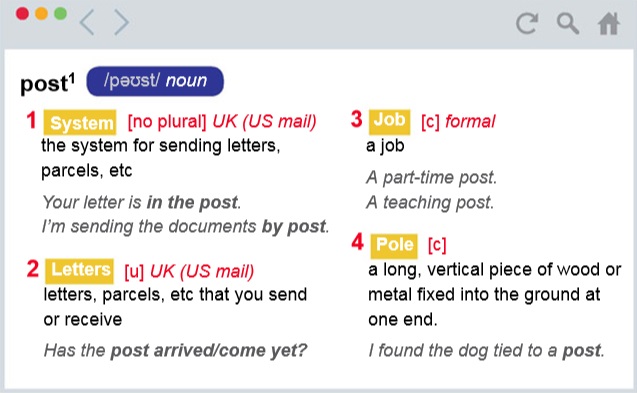 post1 /pəʊst/ noun
1 System [no plural] UK (US mail)
the system for sending letters,
parcels, etc
Your letter is in the post.
I'm sending the documents by post.
2 Letters [u] UK (US mail)
letters, parcels, etc that you send
or receive
Has the post arrived/come yet?
3 Job [c] formal
a job
A part-time post.
A teaching post.
4 Pole [c]
a long, vertical piece of wood or
metal fixed into the ground at
one end.
I found the dog tied to a post.